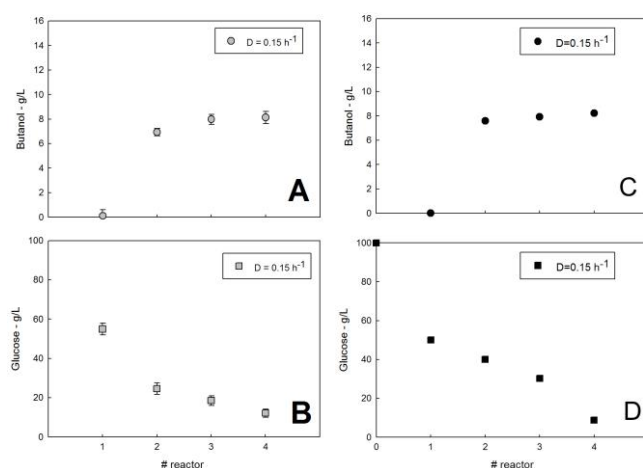 D = 0.15 h⁻¹
16
14
12
10
8
6
4
2
0
Butanol - g/L
A
D=0.15 h⁻¹
16
14
12
10
8
6
4
2
0
Butanol - g/L
C
D = 0.15 h⁻¹
100
80
60
40
20
0
Glucose - g/L
B
1 2 3 4
# reactor
D=0.15 h⁻¹
100
80
60
40
20
0
Glucose - g/L
D
0 1 2 3 4
# reactor